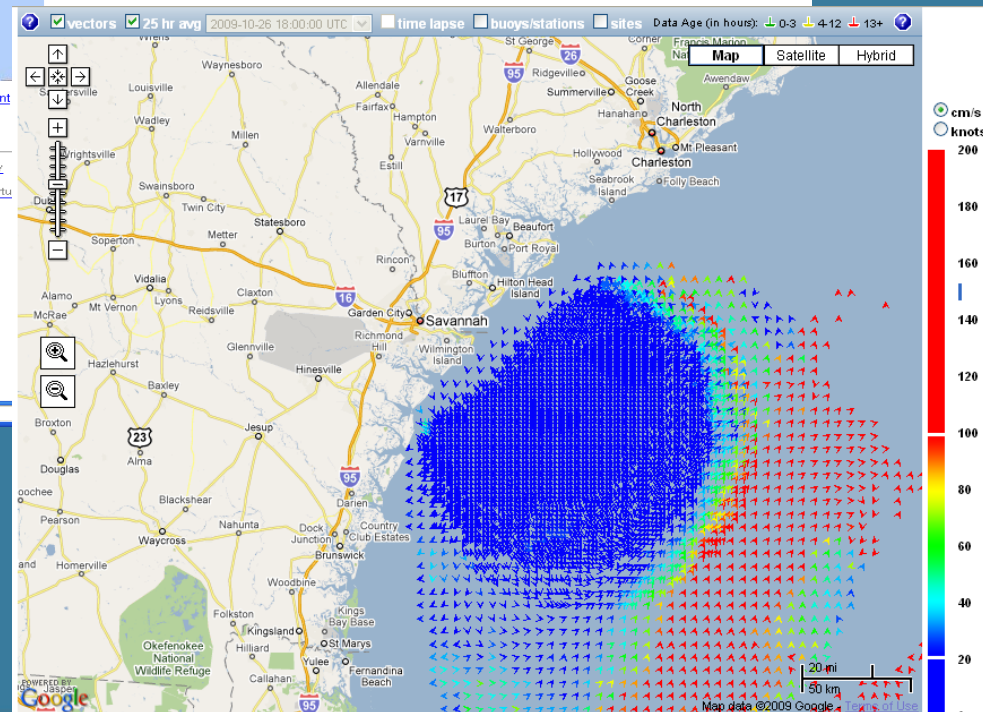 vectors 25 hr avg 2009-10-26 18:00:00 UTC time lapse buoys/stations sites Data Age (in hours): 0-3 4-12 13+
Map Satellite Hybrid
cm/s
knots
200
180
160
140
120
100
80
60
40
20
Wrens
Waynesboro
St George
Corner
Francis Marion
26
95
Ridgeville
Goose Creek
Awendaw
Summerville
Louisville
Allendale
Fairfax
Hanahan
North Charleston
Wadley
Hampton
Varnville
Walterboro
Mt Pleasant
Charleston
Millen
Estill
Hollywood
Wrightsville
Seabrook Island
Folly Beach
Swainsboro
Twin City
17
Laurel Bay
Beaufort
Statesboro
95
Burton
Port Royal
Soperton
Metter
Rincon
Bluffton
Hilton Head Island
Vidalia
Claxton
16
Alamo
Lyons
Mt Vernon
Reidsville
Garden City
Savannah
McRae
Richmond Hill
Wilmington Island
Glennville
Hazlehurst
Hinesville
Baxley
Broxton
23
Jesup
Alma
Douglas
95
Blackshear
Darien
Pearson
Nahunta
Dock Junction
Country Club Estates
Waycross
Brunswick
Homerville
Woodbine
Folkston
Kings Bay Base
Kingsland
Hilliard
St Marys
Okefenokee National Wildlife Refuge
Yulee
Fernandina Beach
Callahan
95
Jasper
POWERED BY
Google
20 mi
50 km
Map data ©2009 Google - Terms of Use